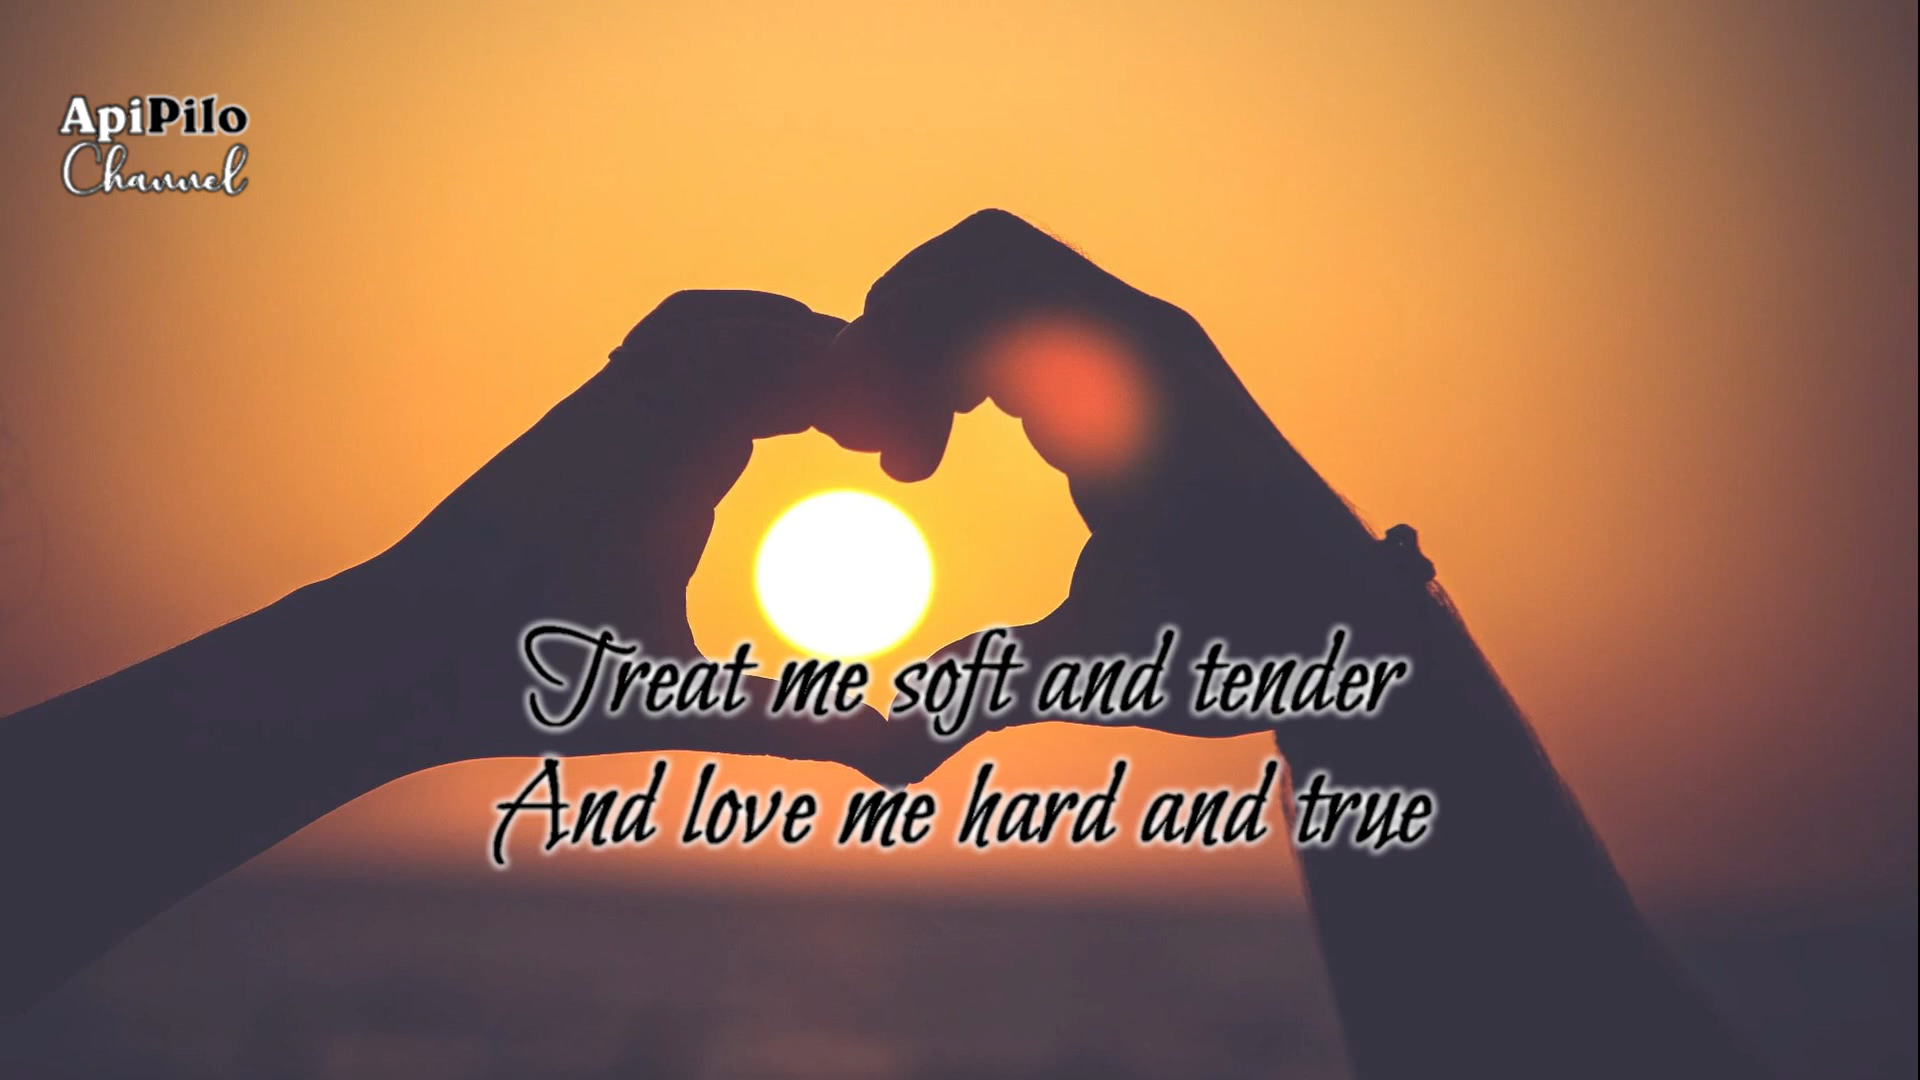 ApiPilo
Channel
Treat me soft and tender
And love me hard and true